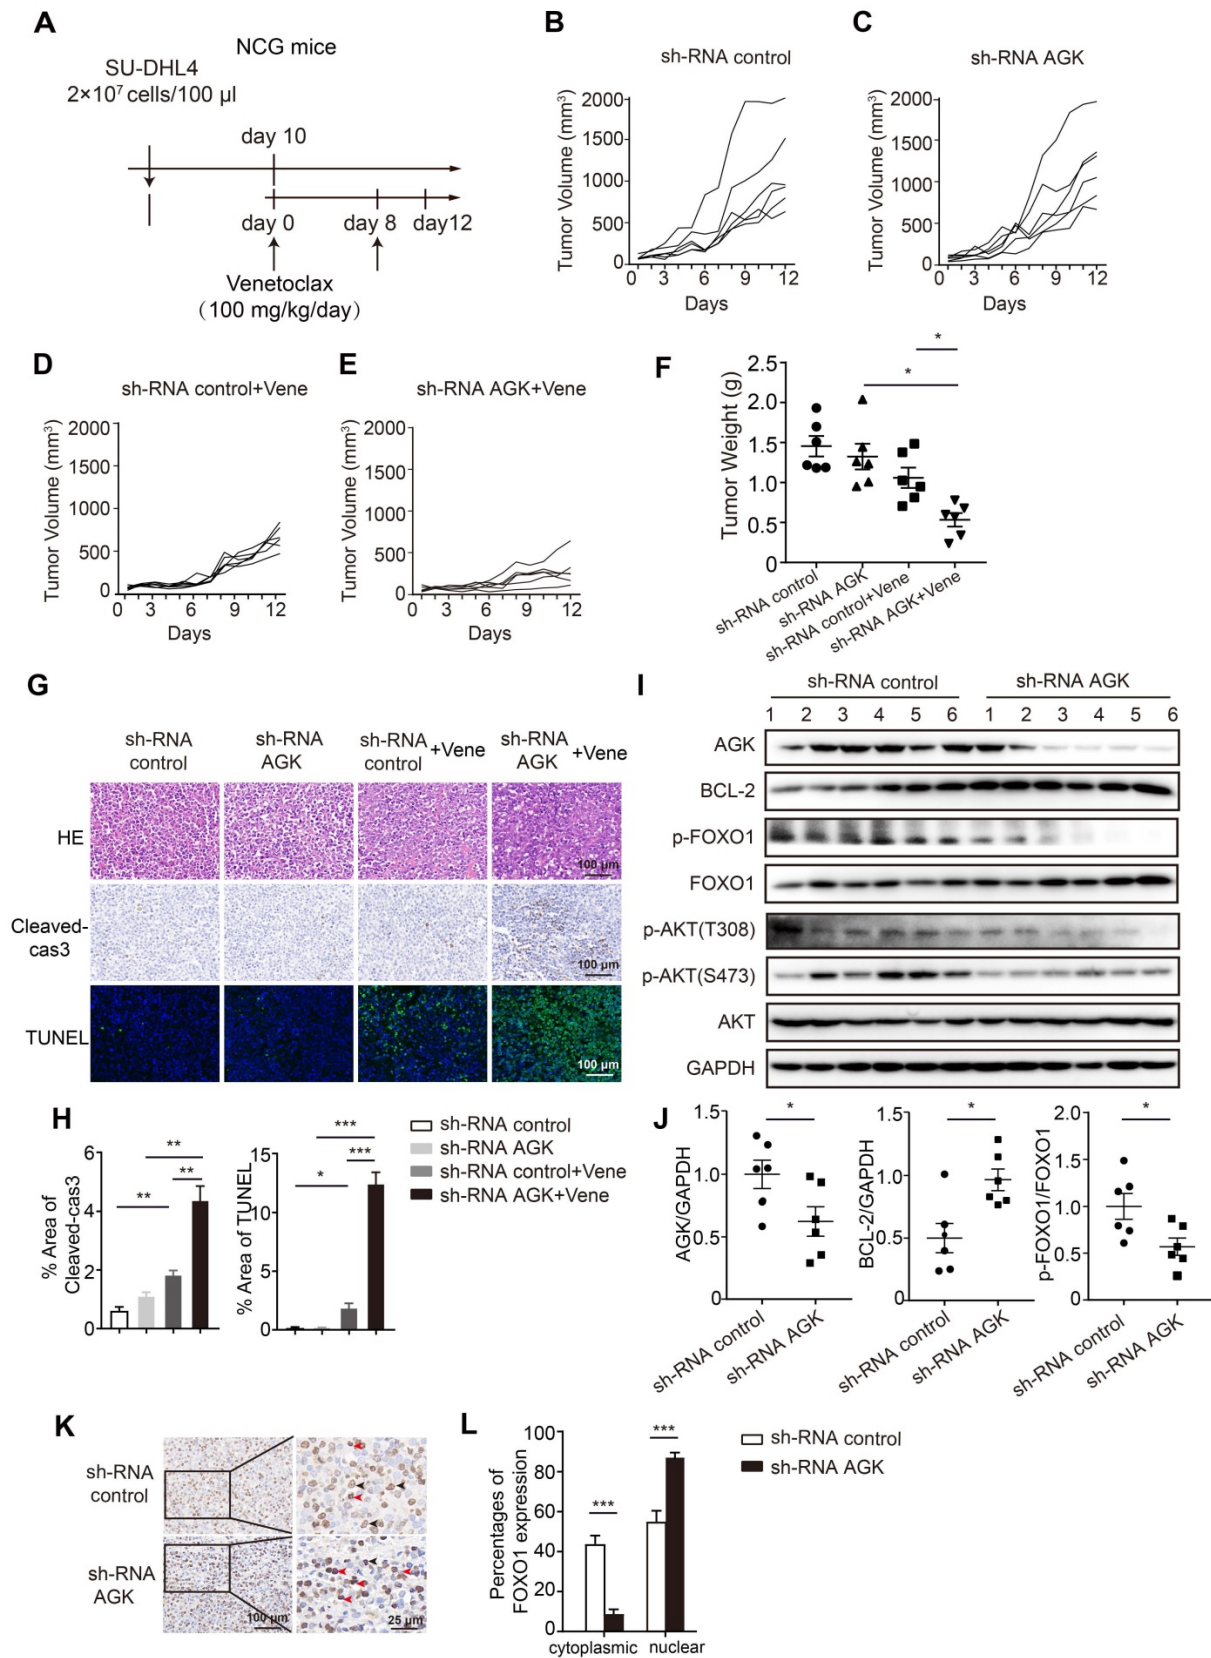 A
NCG mice
SU-DHL4
2×10⁷ cells/100 μl
day 10
day 0
day 8
day12
Venetoclax
(100 mg/kg/day)
B
sh-RNA control
Tumor Volume (mm³)
2000
1500
1000
500
0
0 3 6 9 12
Days
C
sh-RNA AGK
Tumor Volume (mm³)
2000
1500
1000
500
0
0 3 6 9 12
Days
D
sh-RNA control+Vene
Tumor Volume (mm³)
2000
1500
1000
500
0
0 3 6 9 12
Days
E
sh-RNA AGK+Vene
Tumor Volume (mm³)
2000
1500
1000
500
0
0 3 6 9 12
Days
F
Tumor Weight (g)
2.5
2.0
1.5
1.0
0.5
0
*
*
sh-RNA control
sh-RNA AGK
sh-RNA control+Vene
sh-RNA AGK+Vene
G
sh-RNA
control
sh-RNA
AGK
sh-RNA
control
+Vene
sh-RNA
AGK
+Vene
HE
100 μm
Cleaved-
cas3
100 μm
TUNEL
100 μm
H
% Area of
Cleaved-cas3
6
4
2
0
**
**
**
% Area of TUNEL
15
12
9
6
3
0
***
***
*
sh-RNA control
sh-RNA AGK
sh-RNA control+Vene
sh-RNA AGK+Vene
I
sh-RNA control
sh-RNA AGK
1 2 3 4 5 6 1 2 3 4 5 6
AGK
BCL-2
p-FOXO1
FOXO1
p-AKT(T308)
p-AKT(S473)
AKT
GAPDH
J
AGK/GAPDH
1.5
1.0
0.5
0
*
sh-RNA control
sh-RNA AGK
BCL-2/GAPDH
1.5
1.0
0.5
0
*
sh-RNA control
sh-RNA AGK
p-FOXO1/FOXO1
2.0
1.5
1.0
0.5
0
*
sh-RNA control
sh-RNA AGK
K
sh-RNA
control
sh-RNA
AGK
100 μm
25 μm
L
Percentages of
FOXO1 expression
100
80
60
40
20
0
***
***
cytoplasmic
nuclear
sh-RNA control
sh-RNA AGK